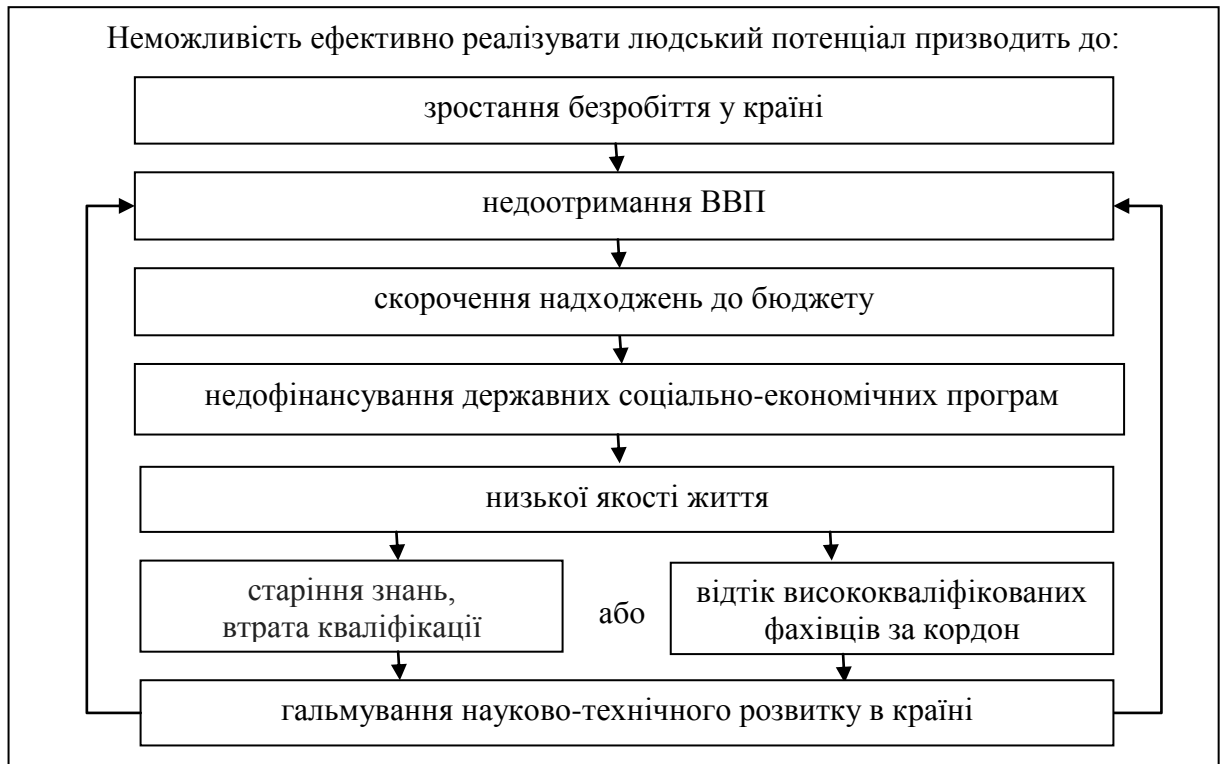 Неможливість ефективно реалізувати людський потенціал призводить до:
зростання безробіття у країні
недоотримання ВВП
скорочення надходжень до бюджету
недофінансування державних соціально-економічних програм
низької якості життя
старіння знань,
втрата кваліфікації
або
відтік висококваліфікованих
фахівців за кордон
гальмування науково-технічного розвитку в країні